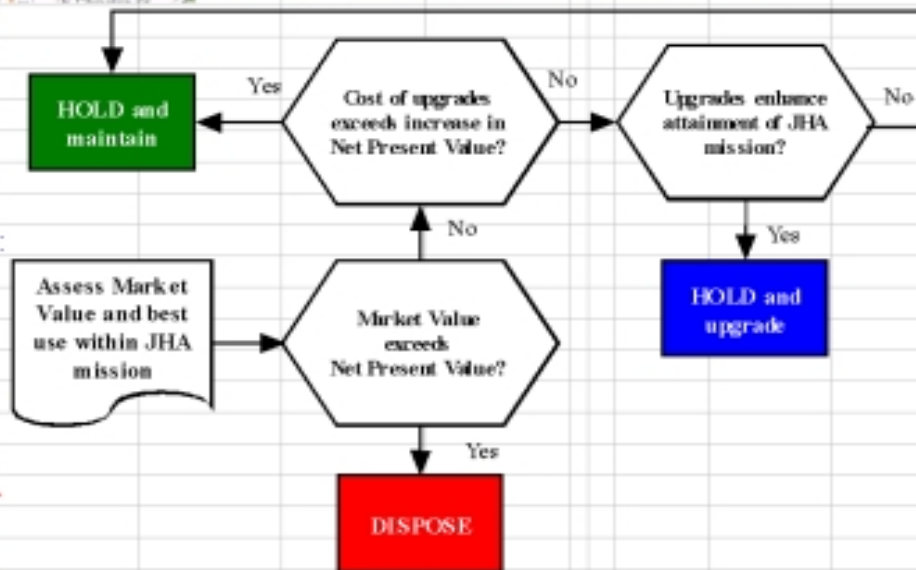 Yes
No
No
HOLD and
maintain
Cost of upgrades
exceeds increase in
Net Present Value?
Upgrades enhance
attainment of JHA
mission?
No
Yes
Assess Market
Value and best
use within JHA
mission
Market Value
exceeds
Net Present Value?
HOLD and
upgrade
Yes
DISPOSE